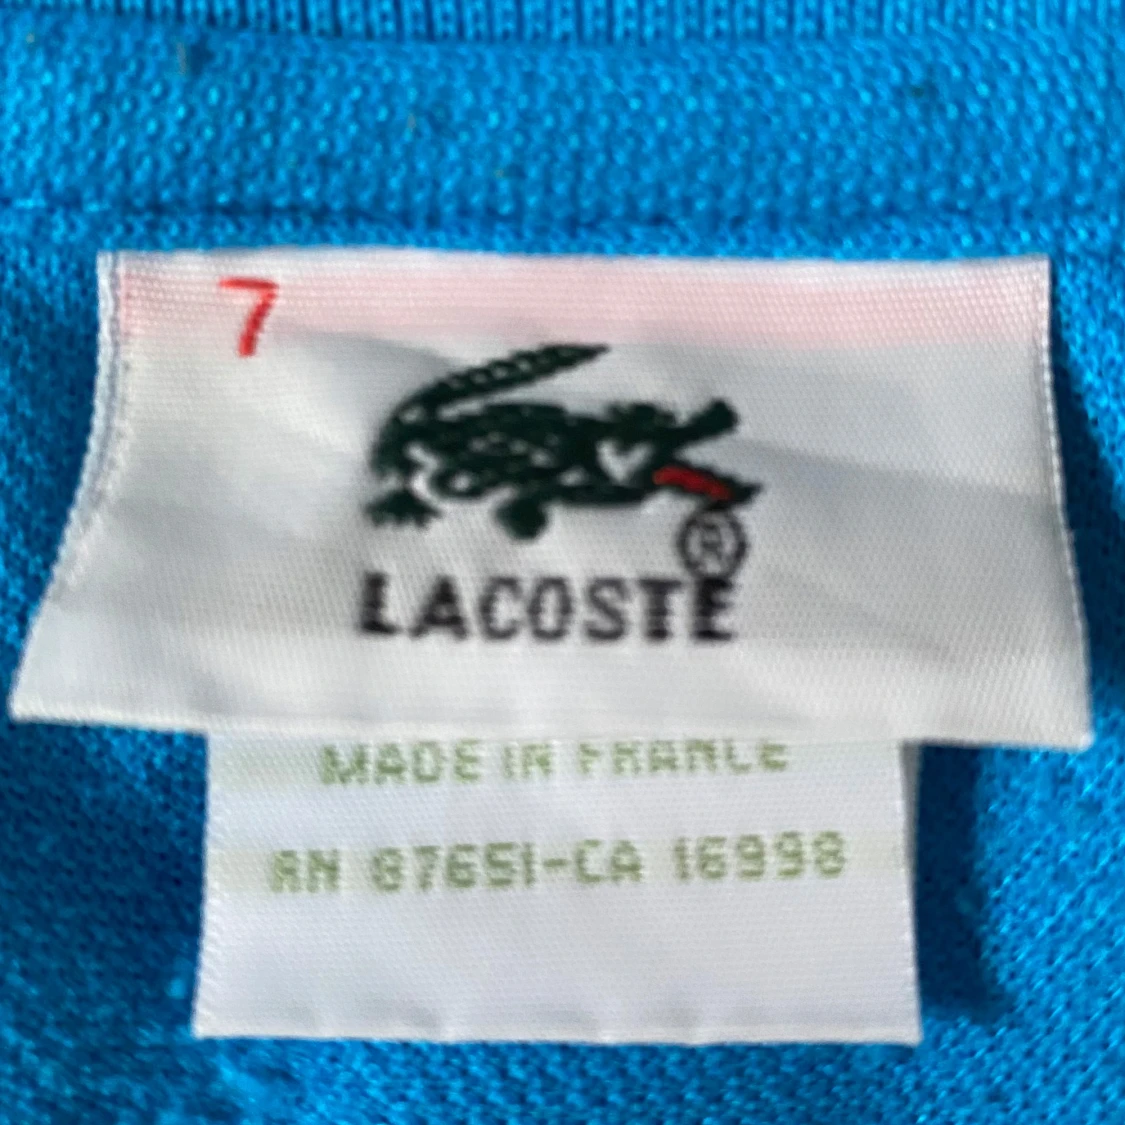 7
®
LACOSTE
MADE IN FRANCE
RN 87651-CA 16998